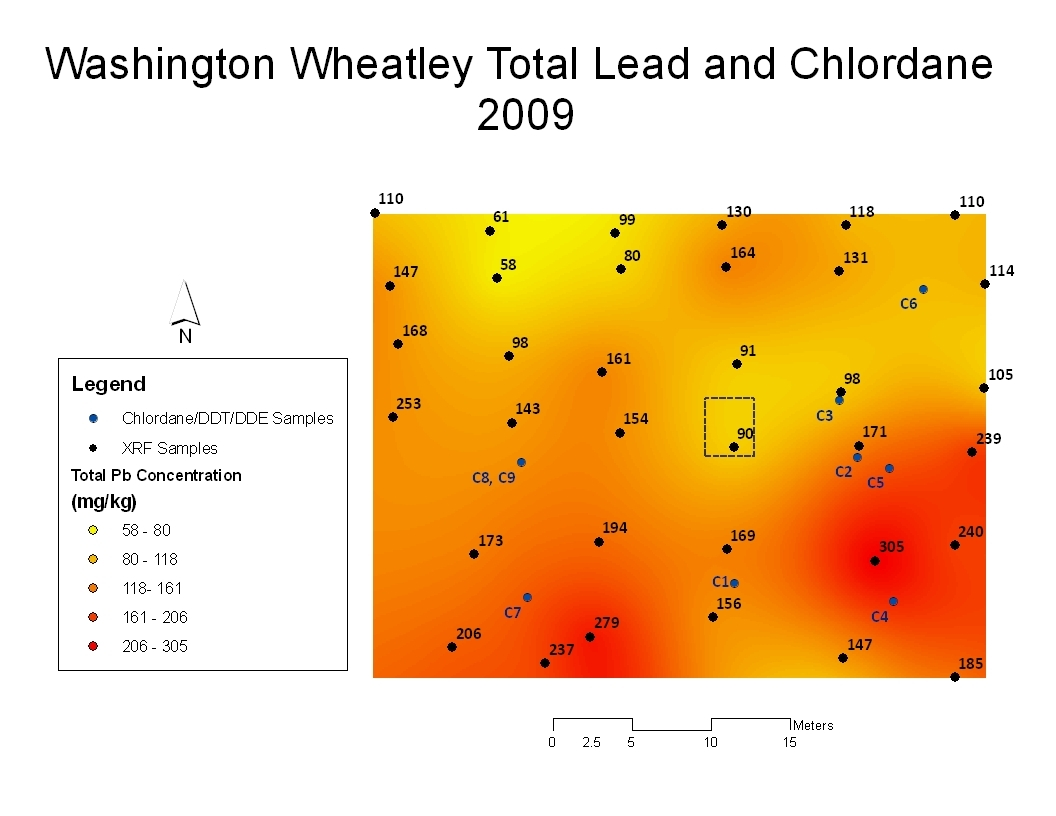 Washington Wheatley Total Lead and Chlordane
2009
110
61
99
130
118
110
147
58
80
164
131
114
C6
168
98
161
91
98
105
253
143
154
90
C3
171
239
C8, C9
C2
C5
173
194
169
305
240
C7
C1
156
C4
206
237
279
147
185
N
Legend
Chlordane/DDT/DDE Samples
XRF Samples
Total Pb Concentration
(mg/kg)
58 - 80
80 - 118
118- 161
161 - 206
206 - 305
Meters
0 2.5 5 10 15